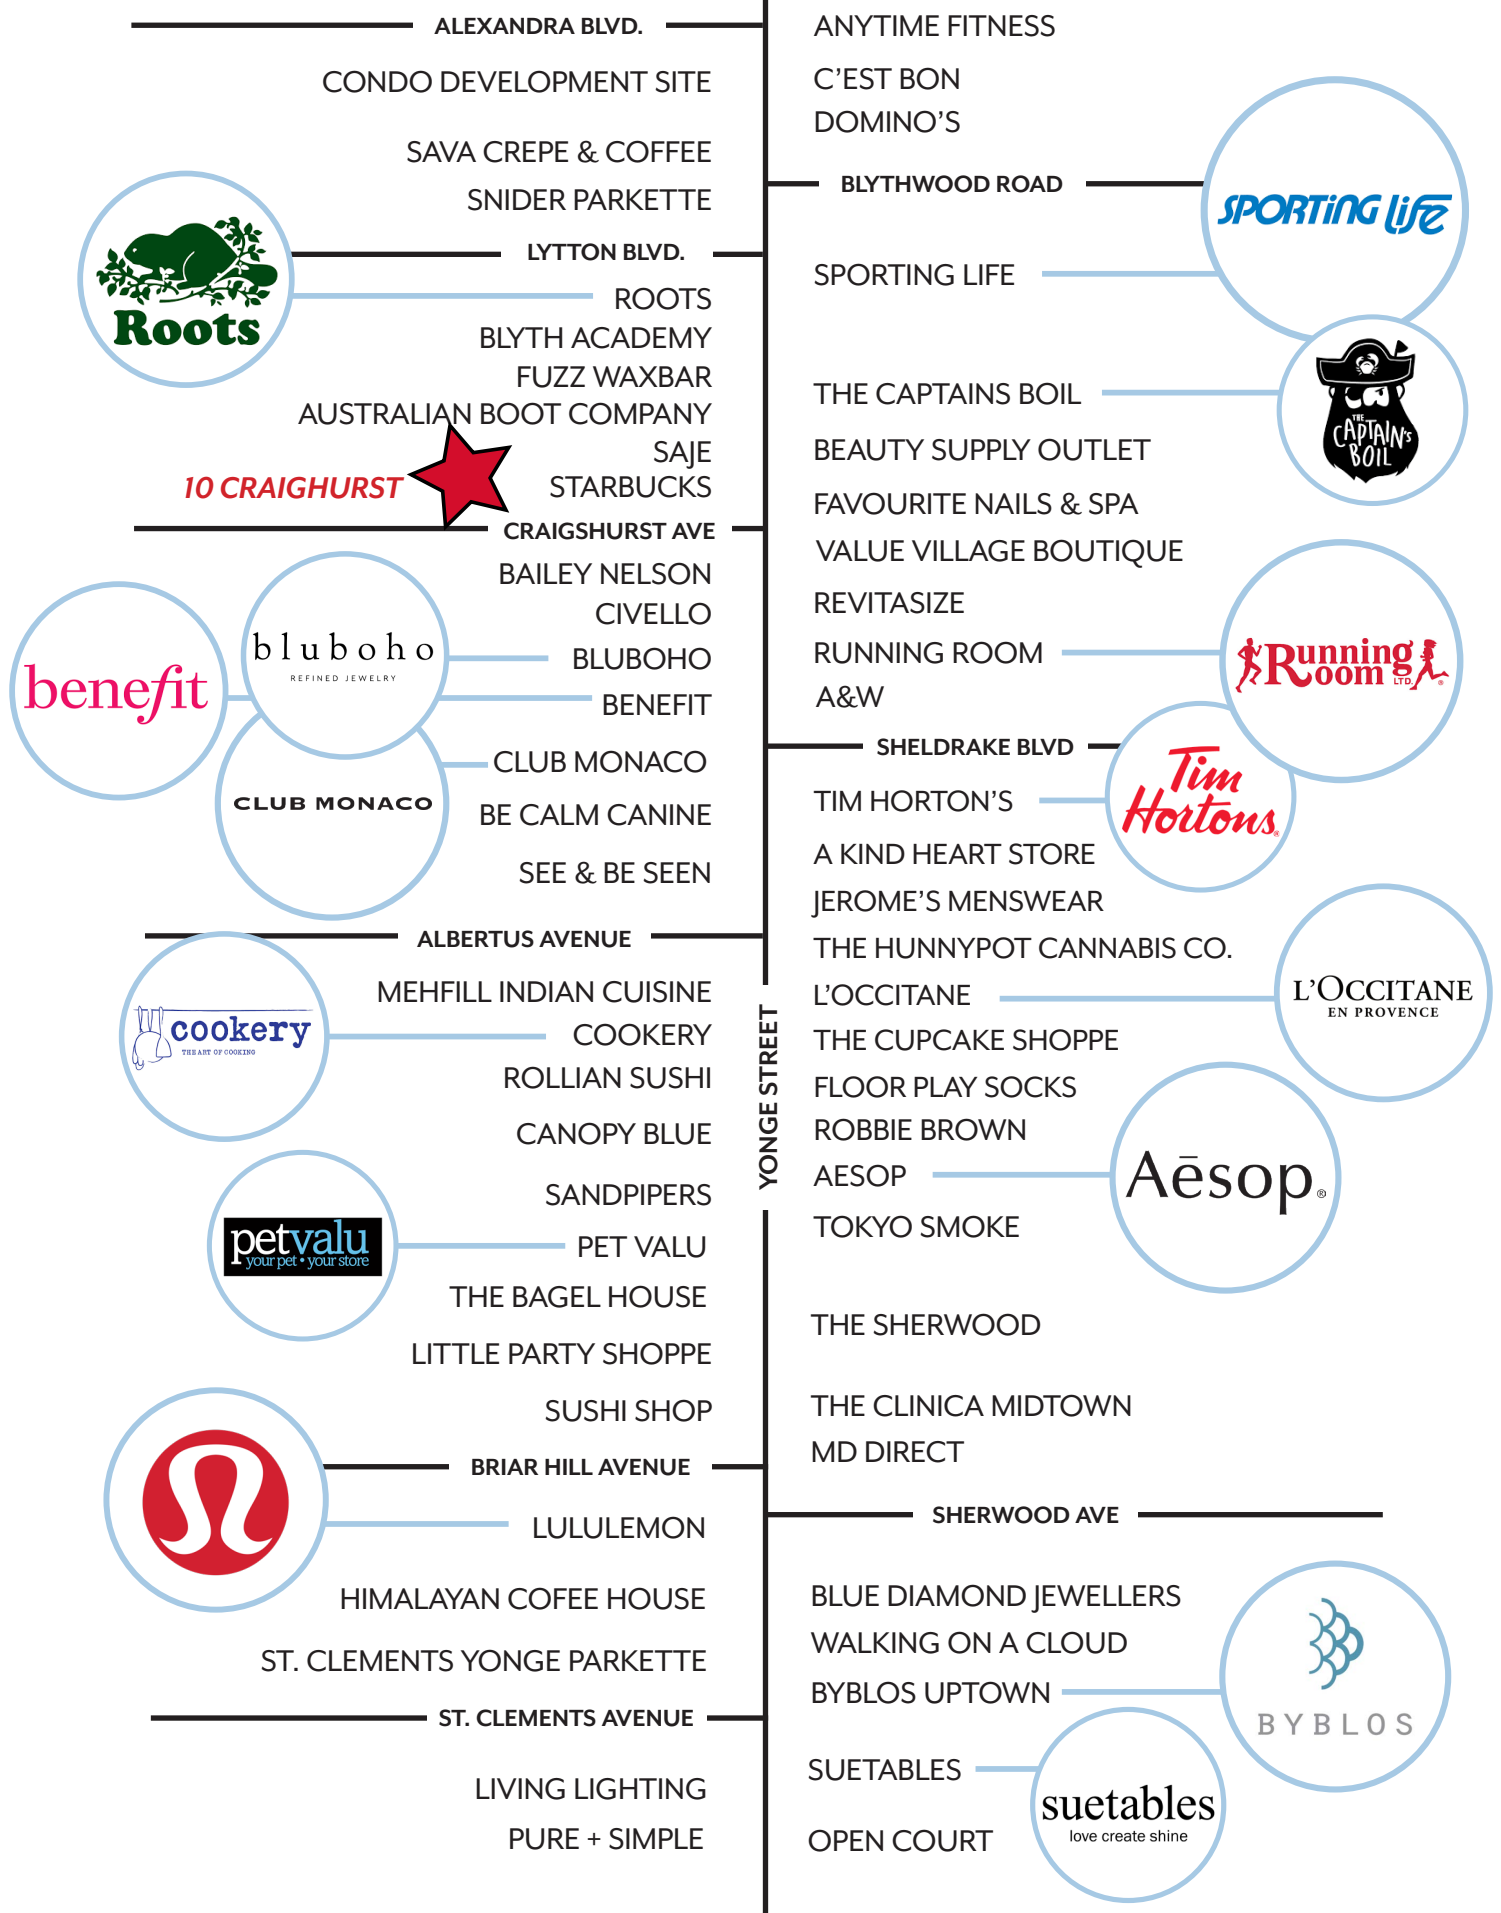 ALEXANDRA BLVD.
CONDO DEVELOPMENT SITE
SAVA CREPE & COFFEE
SNIDER PARKETTE
LYTTON BLVD.
Roots
ROOTS
BLYTH ACADEMY
FUZZ WAXBAR
AUSTRALIAN BOOT COMPANY
SAJE
10 CRAIGHURST
STARBUCKS
CRAIGSHURST AVE
BAILEY NELSON
CIVELLO
bluboho
REFINED JEWELRY
BLUBOHO
benefit
BENEFIT
CLUB MONACO
CLUB MONACO
BE CALM CANINE
SEE & BE SEEN
ALBERTUS AVENUE
MEHFILL INDIAN CUISINE
cookery
THE ART OF COOKING
COOKERY
ROLLIAN SUSHI
CANOPY BLUE
SANDPIPERS
petvalu
your pet • your store
PET VALU
THE BAGEL HOUSE
LITTLE PARTY SHOPPE
SUSHI SHOP
BRIAR HILL AVENUE
LULULEMON
HIMALAYAN COFEE HOUSE
ST. CLEMENTS YONGE PARKETTE
ST. CLEMENTS AVENUE
LIVING LIGHTING
PURE + SIMPLE
YONGE STREET
ANYTIME FITNESS
C'EST BON
DOMINO'S
BLYTHWOOD ROAD
SPORTING LIFE
SPORTiNG life
THE CAPTAINS BOIL
THE
CAPTAIN'S
BOIL
BEAUTY SUPPLY OUTLET
FAVOURITE NAILS & SPA
VALUE VILLAGE BOUTIQUE
REVITASIZE
RUNNING ROOM
Running
Room LTD.®
A&W
SHELDRAKE BLVD
TIM HORTON'S
Tim
Hortons®
A KIND HEART STORE
JEROME'S MENSWEAR
THE HUNNYPOT CANNABIS CO.
L'OCCITANE
L'OCCITANE
EN PROVENCE
THE CUPCAKE SHOPPE
FLOOR PLAY SOCKS
ROBBIE BROWN
AESOP
Aēsop®
TOKYO SMOKE
THE SHERWOOD
THE CLINICA MIDTOWN
MD DIRECT
SHERWOOD AVE
BLUE DIAMOND JEWELLERS
WALKING ON A CLOUD
BYBLOS UPTOWN
BYBLOS
SUETABLES
suetables
love create shine
OPEN COURT